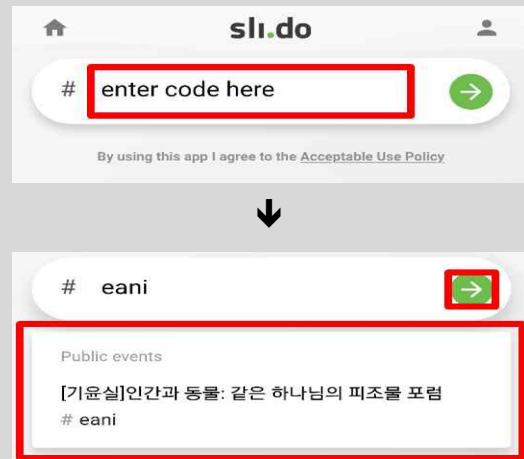 sli.do
# enter code here
By using this app I agree to the Acceptable Use Policy
# eani
Public events
[기윤실]인간과 동물: 같은 하나님의 피조물 포럼
# eani